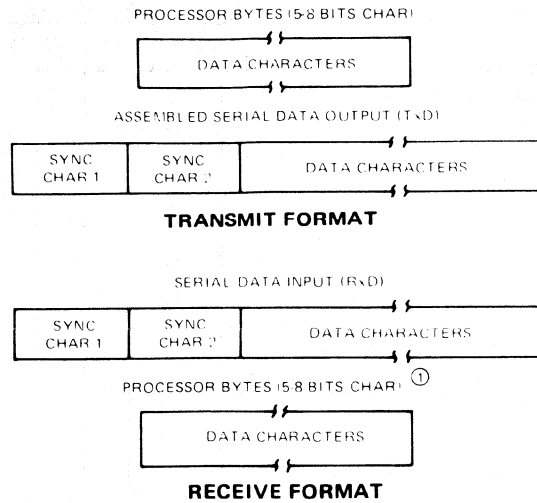 PROCESSOR BYTES (5-8 BITS CHAR)
DATA CHARACTERS
ASSEMBLED SERIAL DATA OUTPUT (TxD)
SYNC CHAR 1
SYNC CHAR 2
DATA CHARACTERS
TRANSMIT FORMAT
SERIAL DATA INPUT (RxD)
SYNC CHAR 1
SYNC CHAR 2
DATA CHARACTERS
PROCESSOR BYTES (5-8 BITS CHAR) ①
DATA CHARACTERS
RECEIVE FORMAT